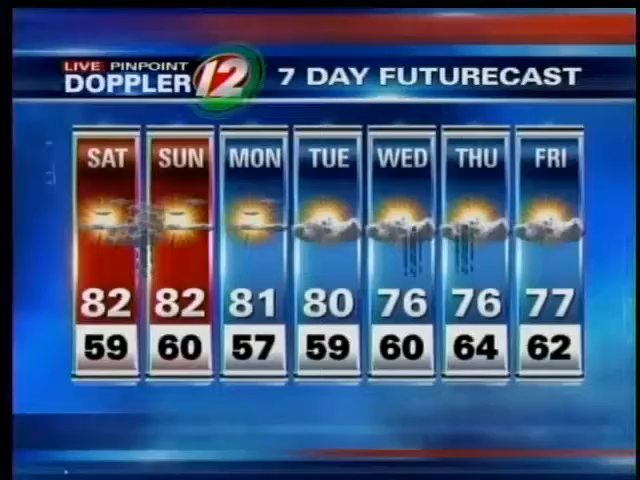 LIVE PINPOINT
DOPPLER 12 7 DAY FUTURECAST
SAT SUN MON TUE WED THU FRI
82 82 81 80 76 76 77
59 60 57 59 60 64 62